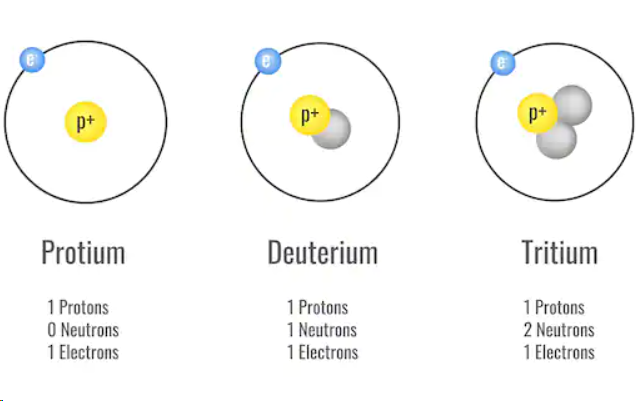 e-
e-
e-
p+
p+
p+
Protium
Deuterium
Tritium
1 Protons
0 Neutrons
1 Electrons
1 Protons
1 Neutrons
1 Electrons
1 Protons
2 Neutrons
1 Electrons